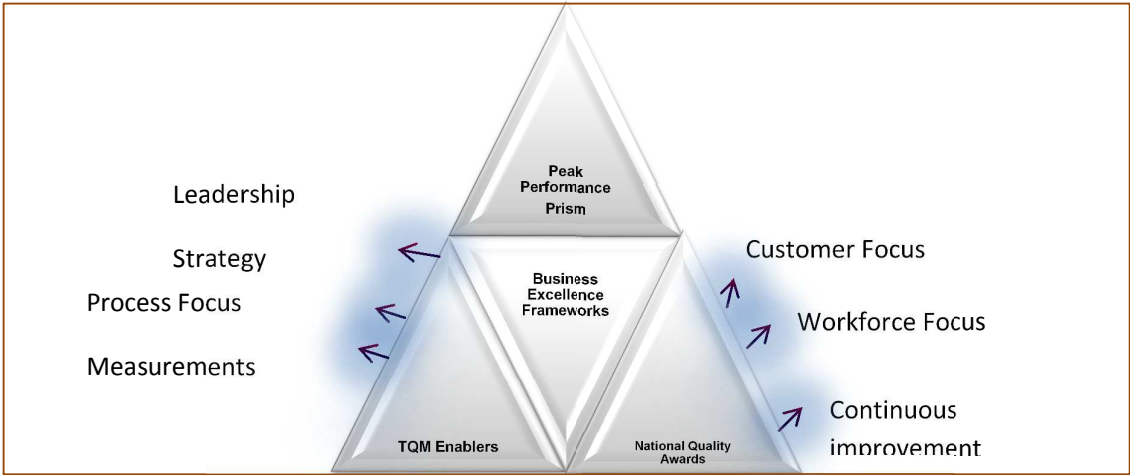 Peak
Performance
Prism
Leadership
Strategy
Process Focus
Measurements
Business
Excellence
Frameworks
Customer Focus
Workforce Focus
Continuous
improvement
TQM Enablers
National Quality
Awards